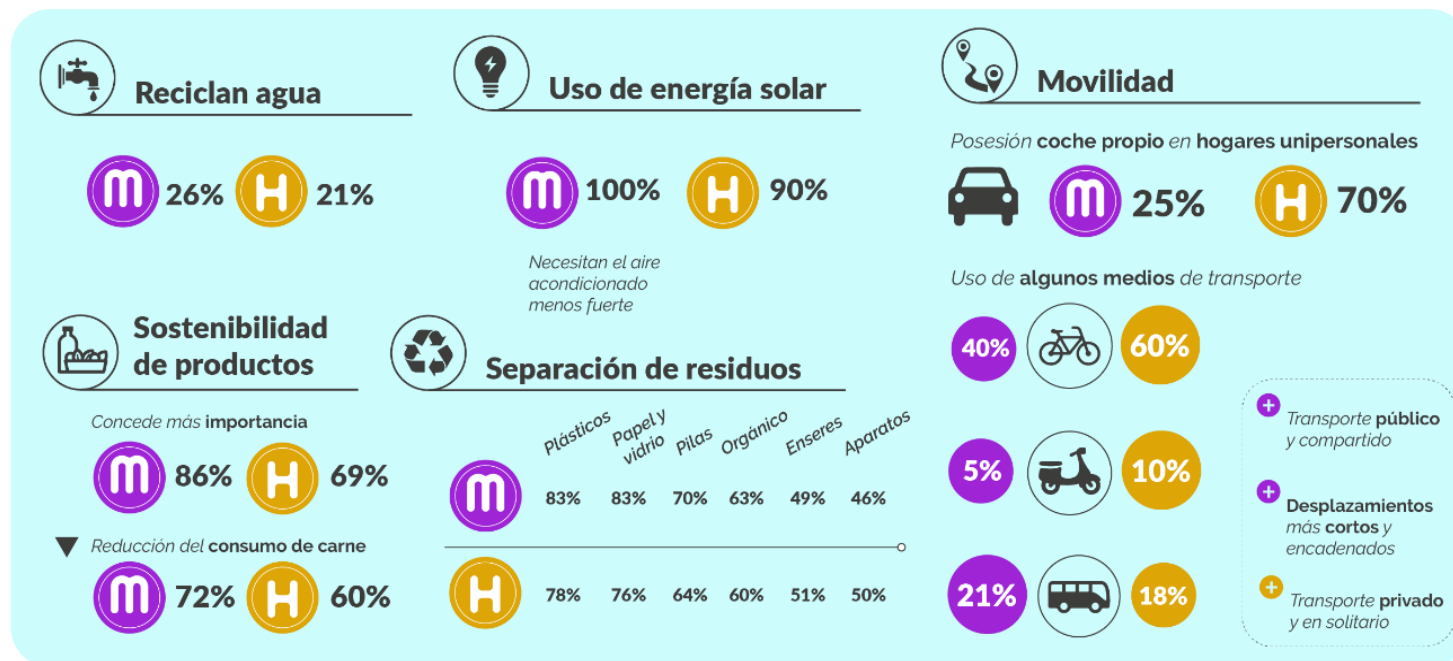 Reciclan agua
M 26% H 21%
Uso de energía solar
M 100% H 90%
Necesitan el aire
acondicionado
menos fuerte
Sostenibilidad
de productos
Concede más importancia
M 86% H 69%
Reducción del consumo de carne
M 72% H 60%
Separación de residuos
Plásticos Papel y vidrio Pilas Orgánico Enseres Aparatos
M 83% 83% 70% 63% 49% 46%
H 78% 76% 64% 60% 51% 50%
Movilidad
Posesión coche propio en hogares unipersonales
M 25% H 70%
Uso de algunos medios de transporte
40% 60%
5% 10%
21% 18%
+ Transporte público
y compartido
+ Desplazamientos
más cortos y
encadenados
+ Transporte privado
y en solitario